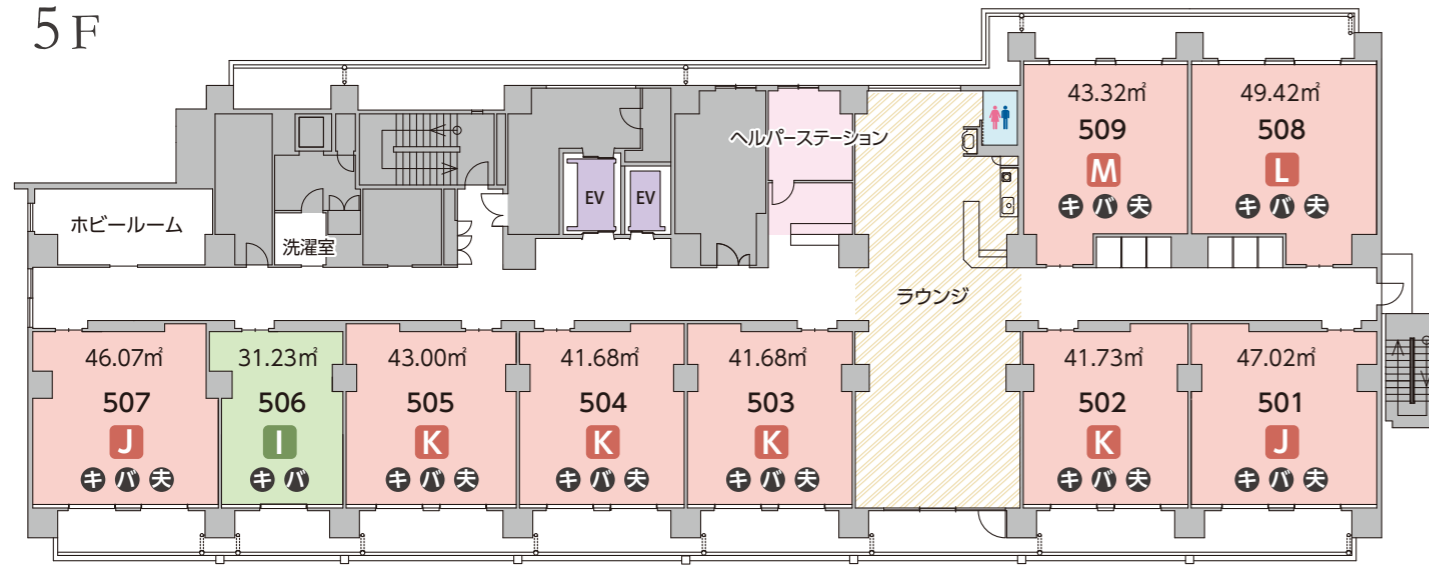 5F
43.32㎡
509
M
キ バ 夫
49.42㎡
508
L
キ バ 夫
ヘルパーステーション
EV
EV
ホビールーム
洗濯室
ラウンジ
46.07㎡
507
J
キ バ 夫
31.23㎡
506
I
キ バ
43.00㎡
505
K
キ バ 夫
41.68㎡
504
K
キ バ 夫
41.68㎡
503
K
キ バ 夫
41.73㎡
502
K
キ バ 夫
47.02㎡
501
J
キ バ 夫